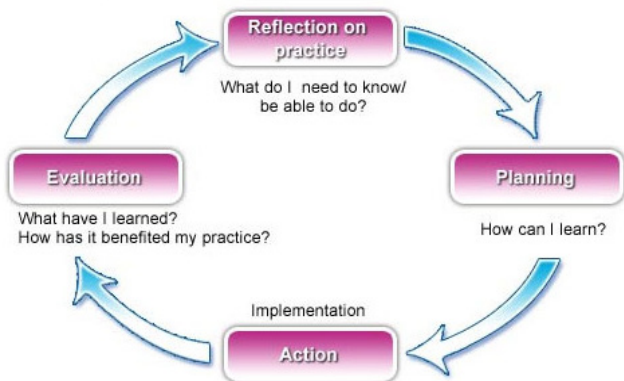 Reflection on
practice
What do I need to know/
be able to do?
Planning
How can I learn?
Implementation
Action
Evaluation
What have I learned?
How has it benefited my practice?